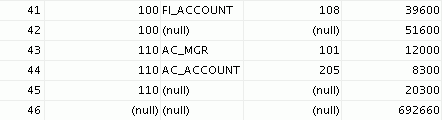 41 100 FI_ACCOUNT 108 39600
42 100 (null) (null) 51600
43 110 AC_MGR 101 12000
44 110 AC_ACCOUNT 205 8300
45 110 (null) (null) 20300
46 (null) (null) (null) 692660